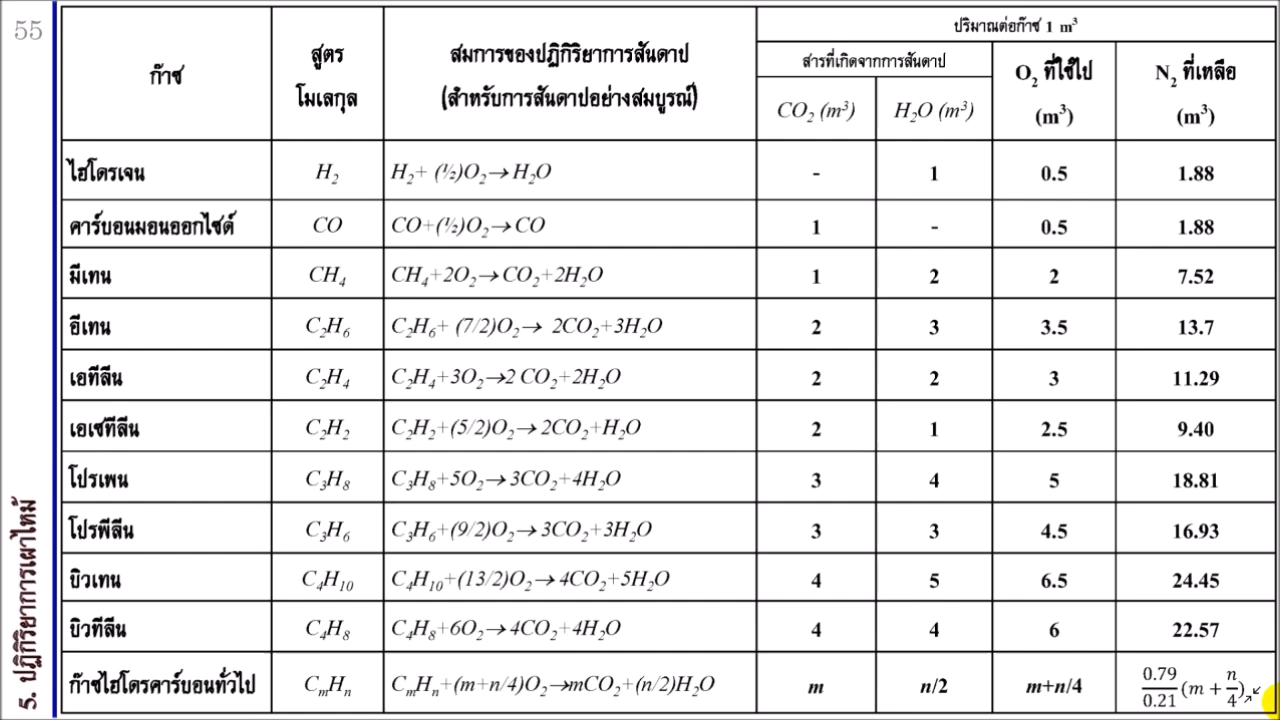 55
5. ปฏิกิริยาการเผาไหม้
ก๊าซ สูตรโมเลกุล สมการของปฏิกิริยาการสันดาป (สำหรับการสันดาปอย่างสมบูรณ์) ปริมาณต่อก๊าซ 1 m³
สารที่เกิดจากการสันดาป O₂ ที่ใช้ไป (m³) N₂ ที่เหลือ (m³)
CO₂ (m³) H₂O (m³)
ไฮโดรเจน H₂ H₂+ (½)O₂→H₂O - 1 0.5 1.88
คาร์บอนมอนออกไซด์ CO CO+(½)O₂→CO 1 - 0.5 1.88
มีเทน CH₄ CH₄+2O₂→CO₂+2H₂O 1 2 2 7.52
อีเทน C₂H₆ C₂H₆+ (7/2)O₂→ 2CO₂+3H₂O 2 3 3.5 13.7
เอทีลีน C₂H₄ C₂H₄+3O₂→2 CO₂+2H₂O 2 2 3 11.29
เอเซทีลีน C₂H₂ C₂H₂+(5/2)O₂→2CO₂+H₂O 2 1 2.5 9.40
โปรเพน C₃H₈ C₃H₈+5O₂→3CO₂+4H₂O 3 4 5 18.81
โปรพีลีน C₃H₆ C₃H₆+(9/2)O₂→3CO₂+3H₂O 3 3 4.5 16.93
บิวเทน C₄H₁₀ C₄H₁₀+(13/2)O₂→4CO₂+5H₂O 4 5 6.5 24.45
บิวทีลีน C₄H₈ C₄H₈+6O₂→4CO₂+4H₂O 4 4 6 22.57
ก๊าซไฮโดรคาร์บอนทั่วไป CₘHₙ CₘHₙ+(m+n/4)O₂→mCO₂+(n/2)H₂O m n/2 m+n/4 0.79/0.21(m + n/4)